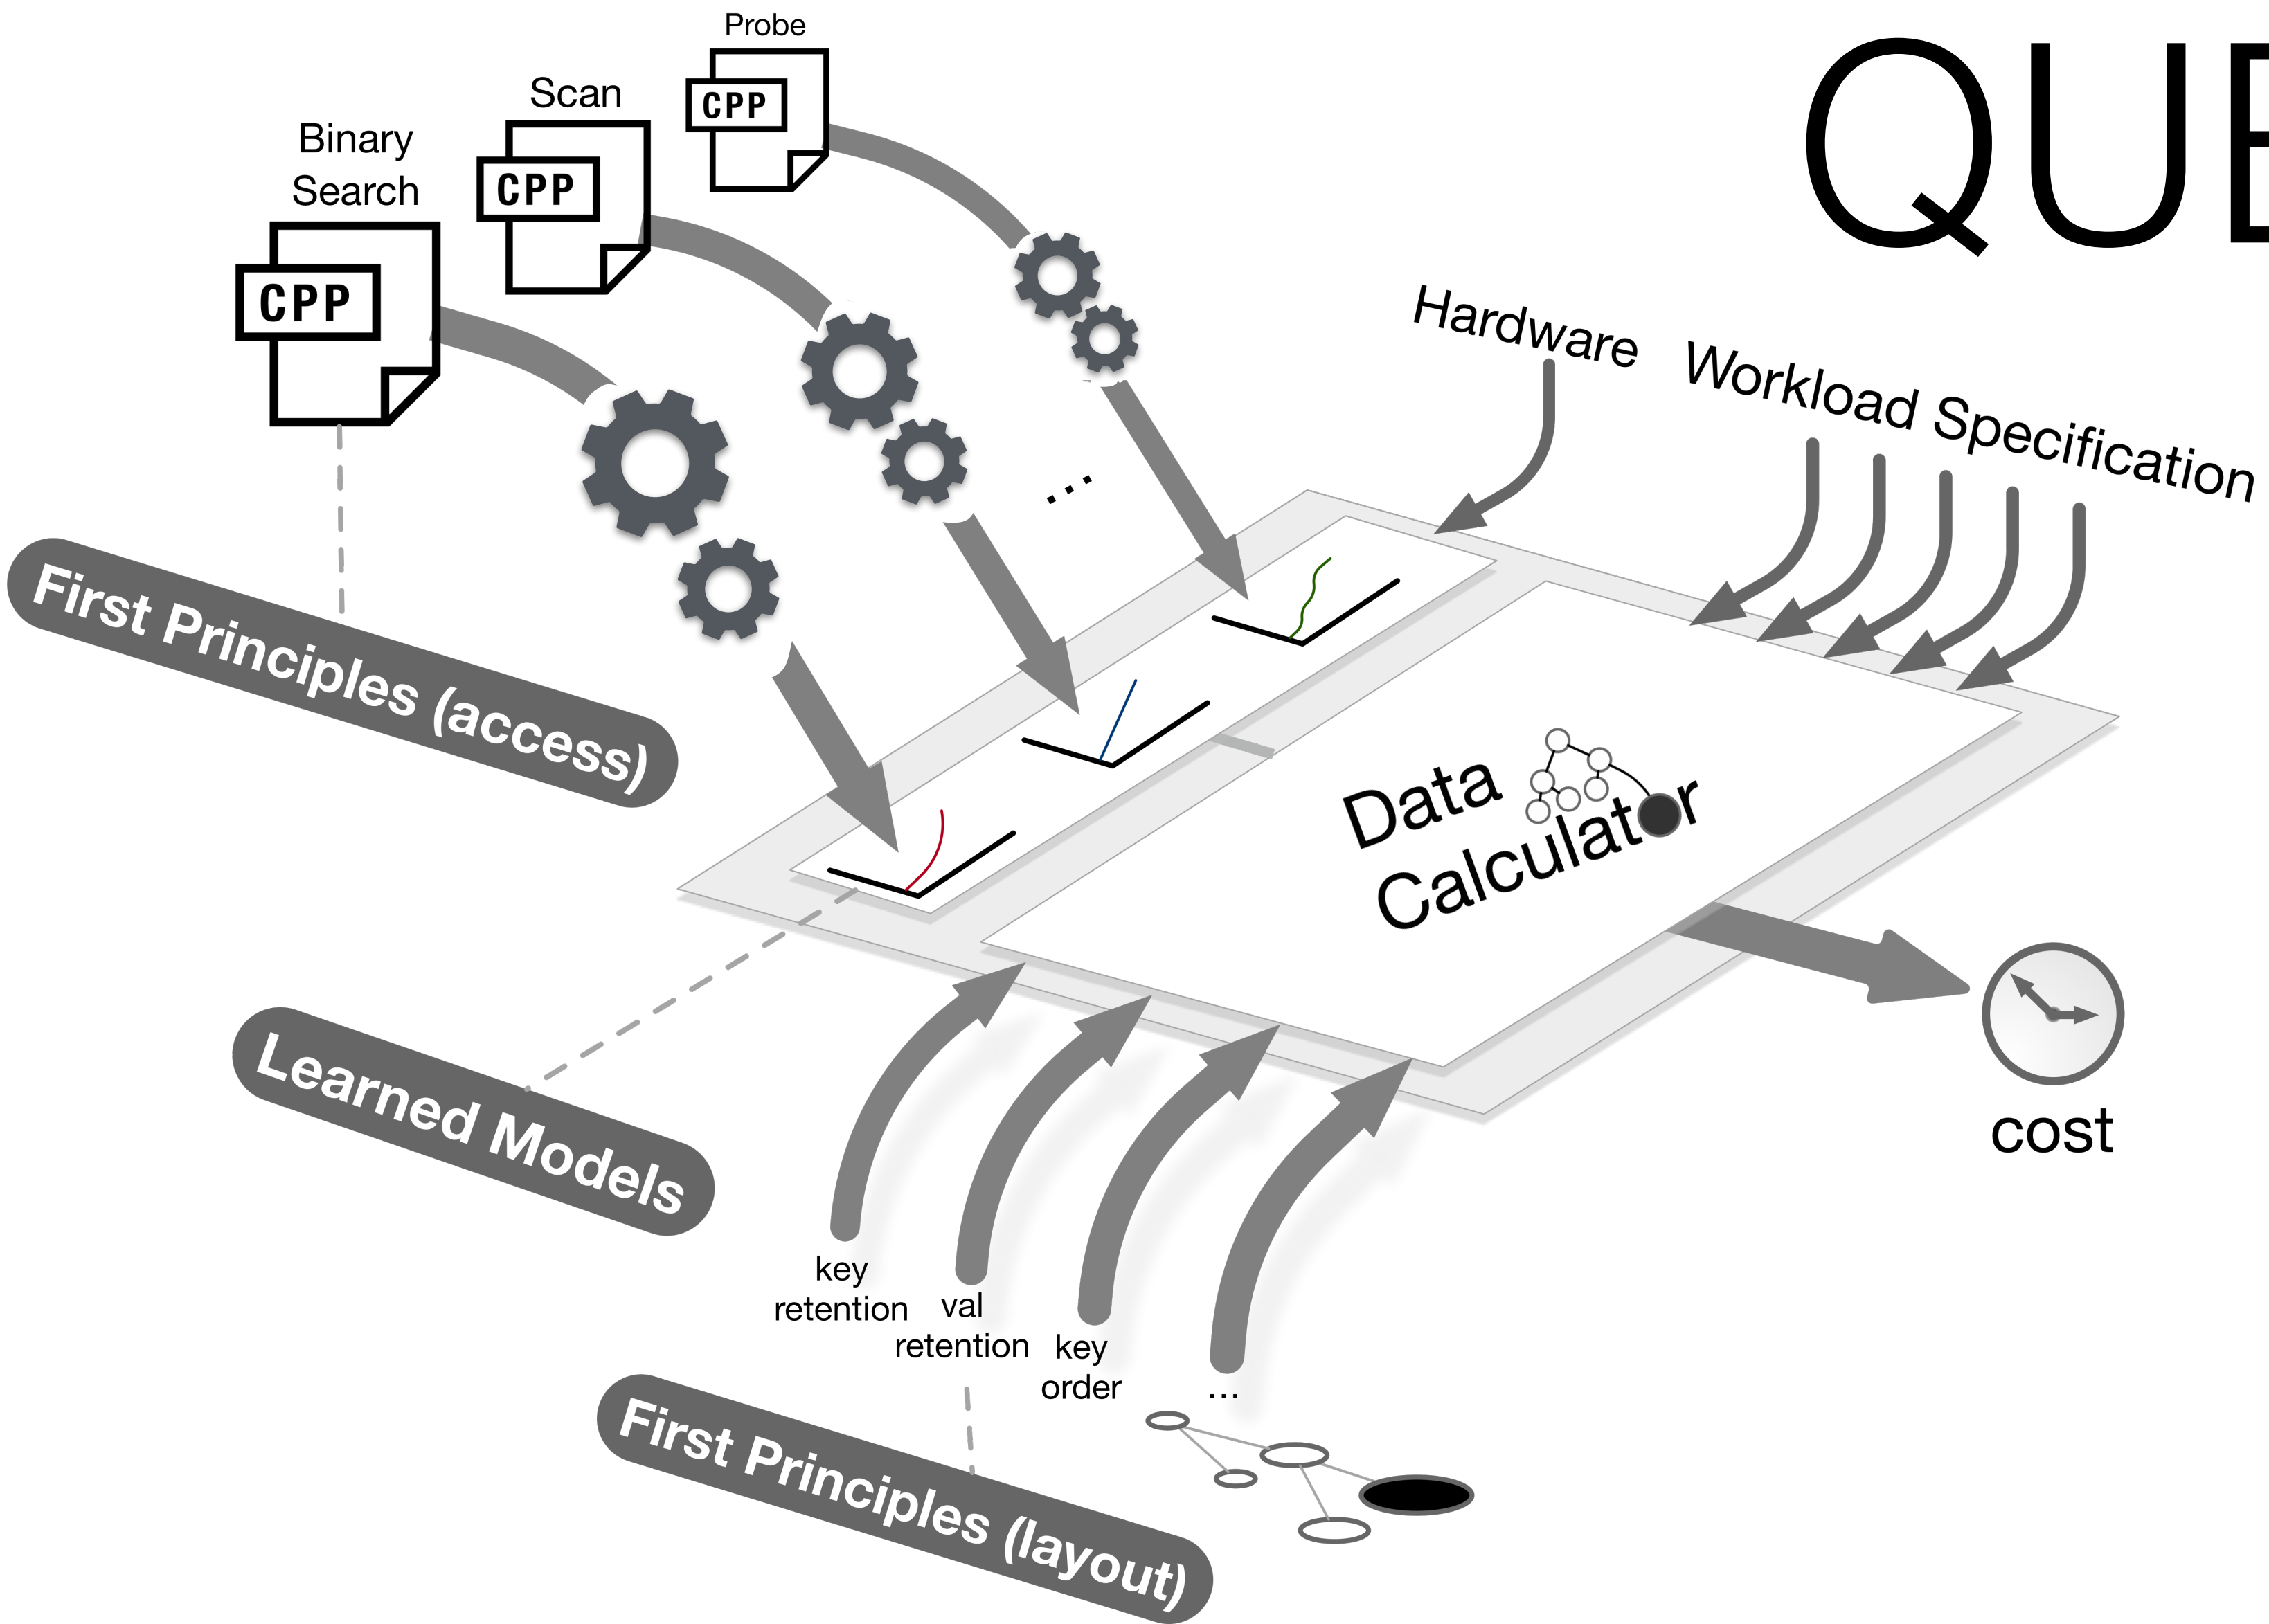 Probe
CPP
Scan
CPP
Binary
Search
CPP
Hardware
Workload Specification
...
First Principles (access)
Data
Calculator
Learned Models
cost
key
retention
val
retention
key
order
...
First Principles (layout)